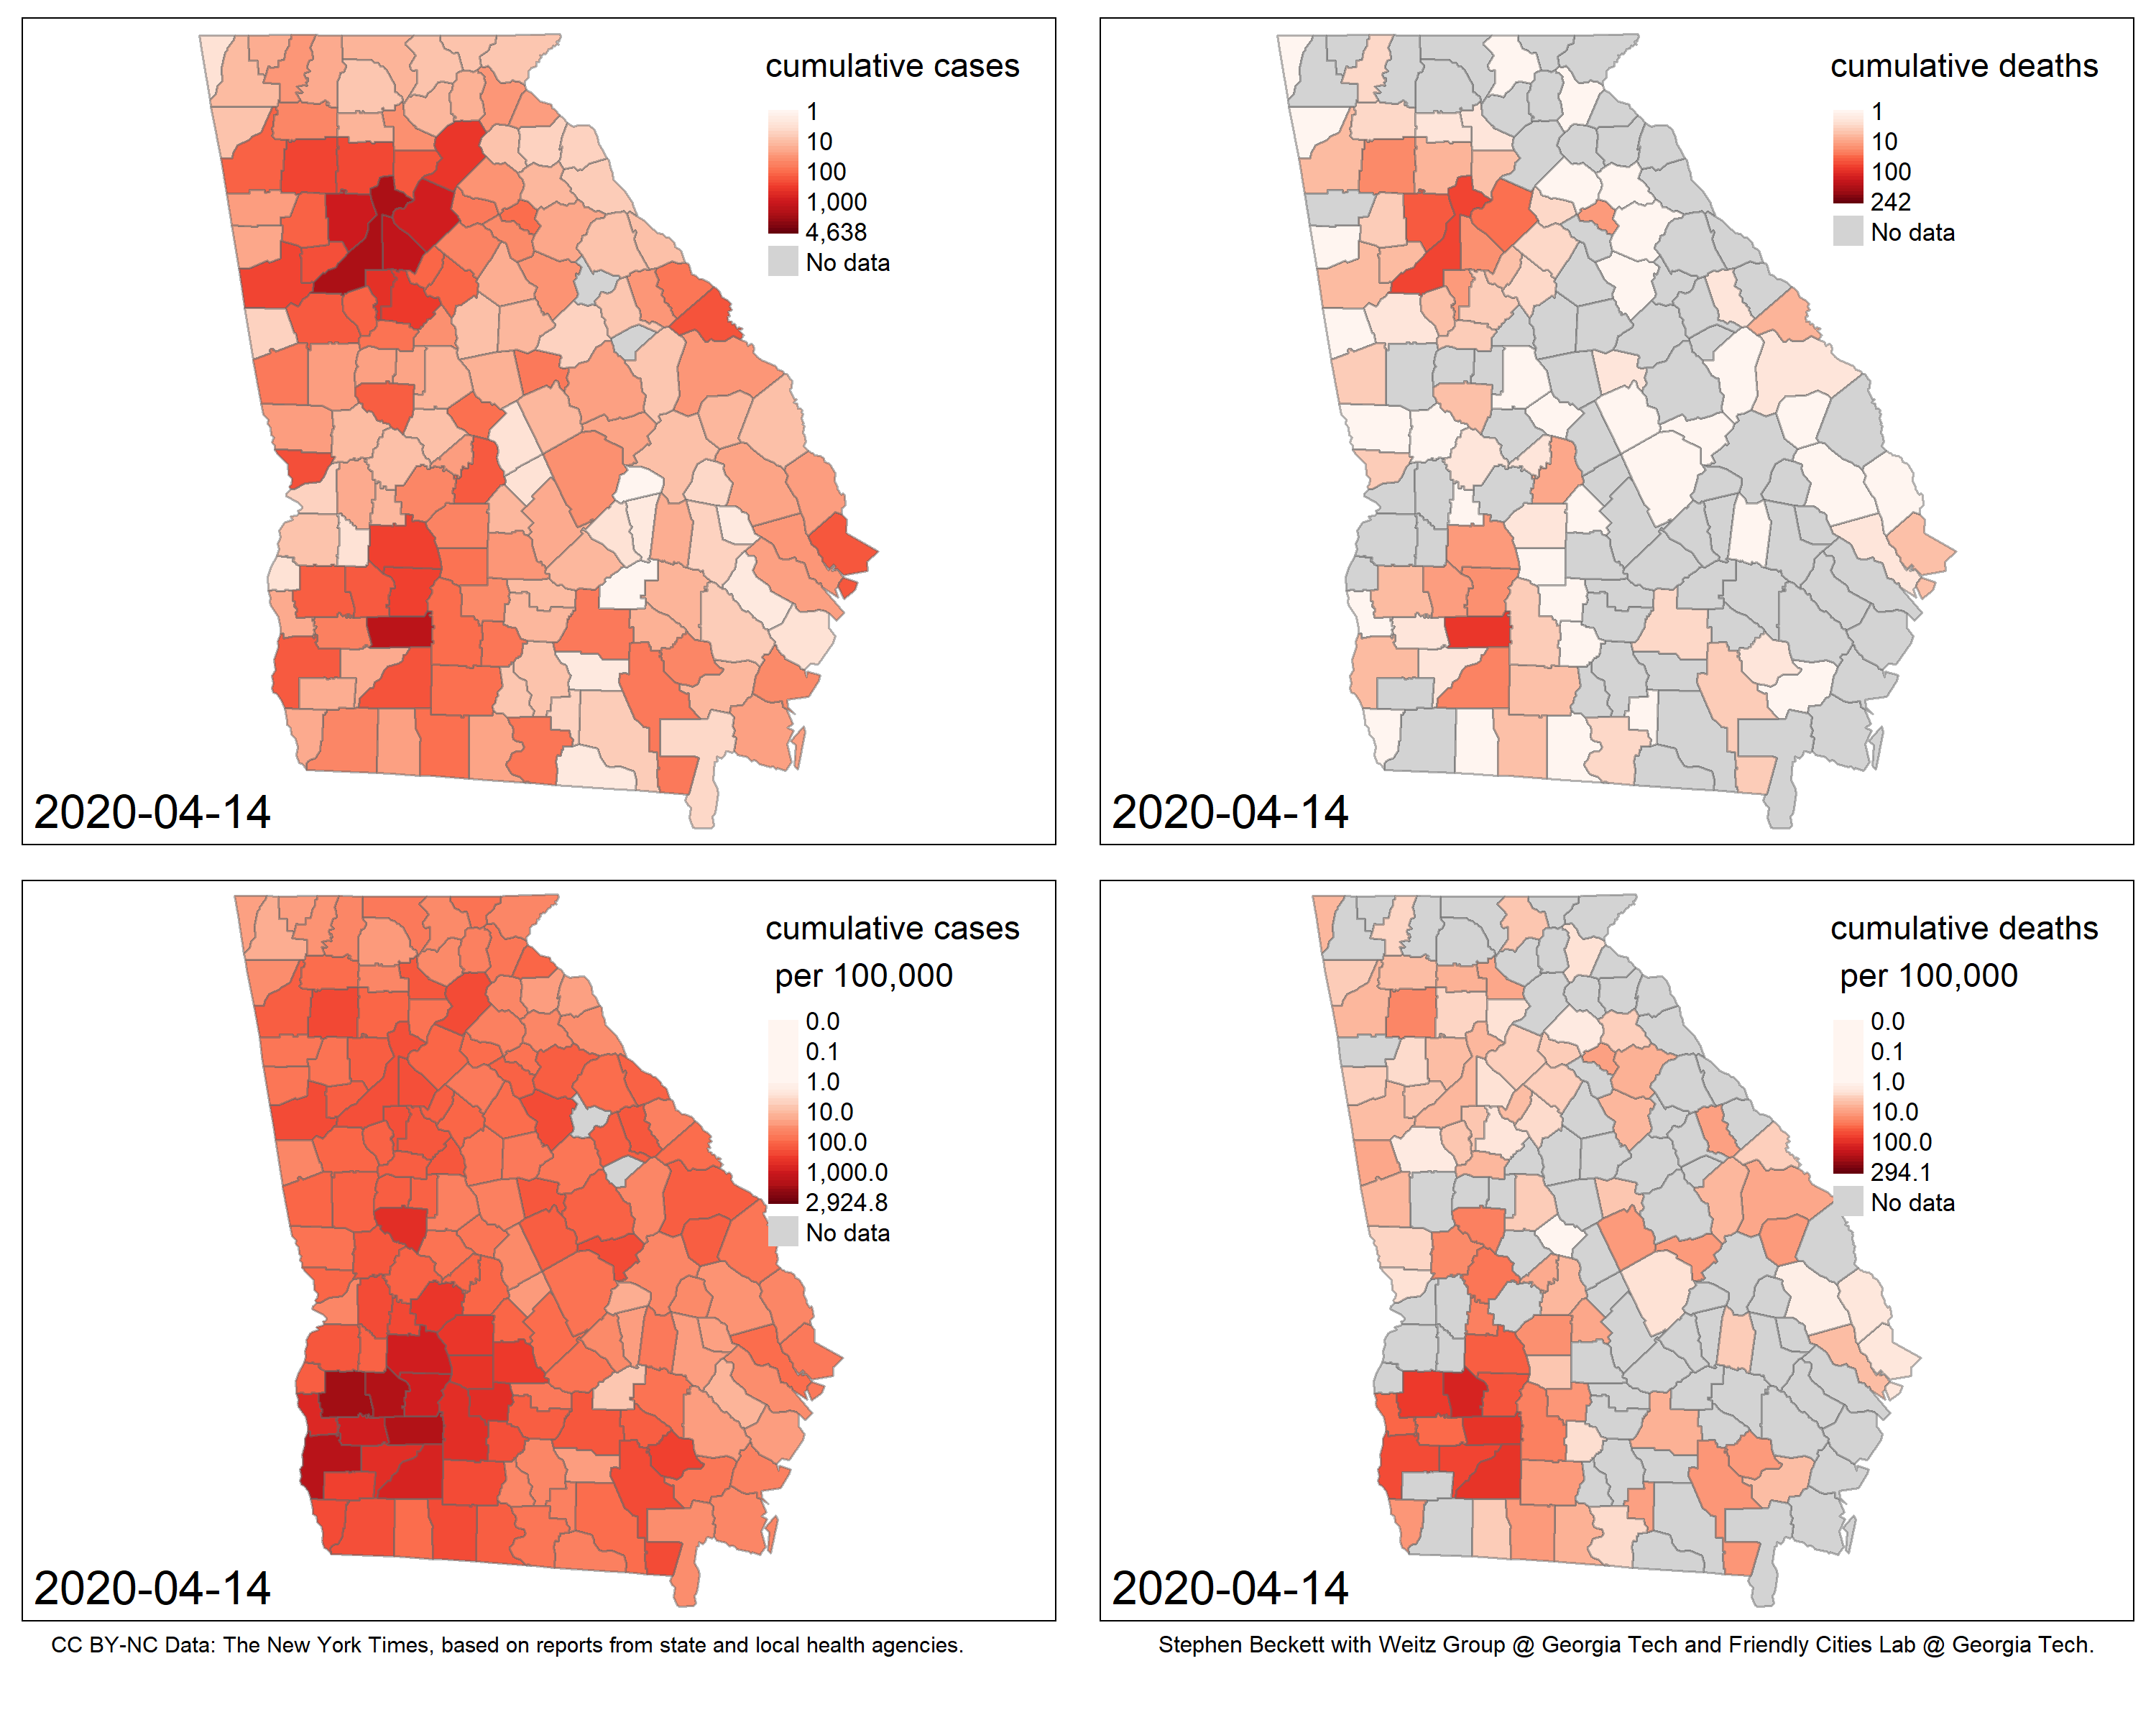 cumulative cases
1
10
100
1,000
4,638
No data
2020-04-14
cumulative deaths
1
10
100
242
No data
2020-04-14
cumulative cases
per 100,000
0.0
0.1
1.0
10.0
100.0
1,000.0
2,924.8
No data
2020-04-14
cumulative deaths
per 100,000
0.0
0.1
1.0
10.0
100.0
294.1
No data
2020-04-14
CC BY-NC Data: The New York Times, based on reports from state and local health agencies.
Stephen Beckett with Weitz Group @ Georgia Tech and Friendly Cities Lab @ Georgia Tech.